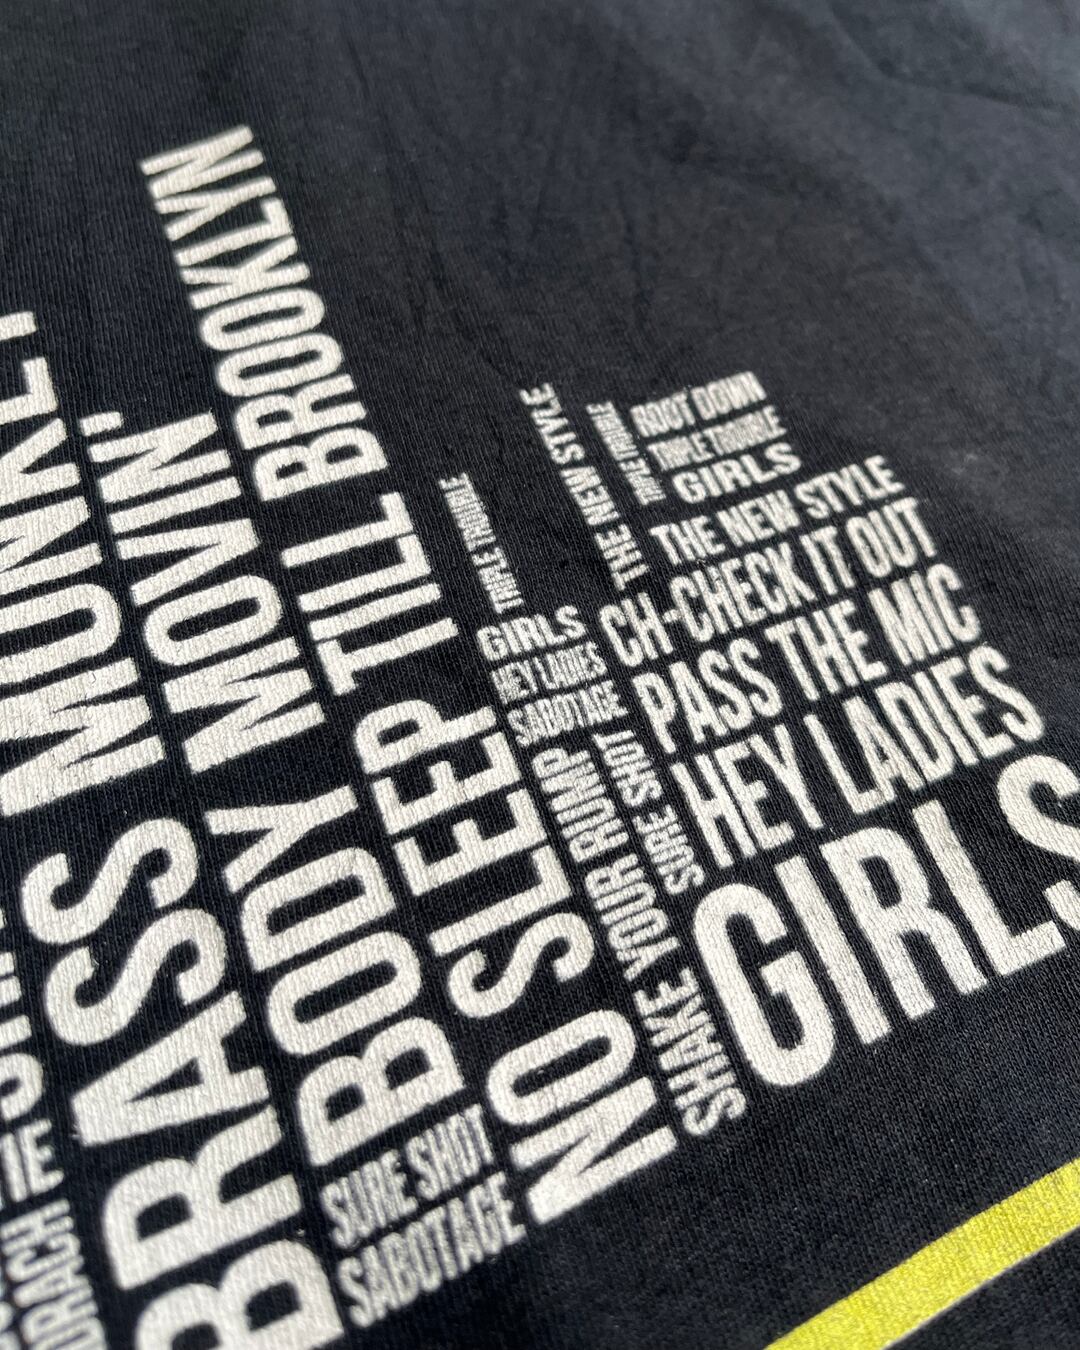 BRASS MONKEY
BODY MOVIN'
NO SLEEP TILL BROOKLYN
SURE SHOT
SABOTAGE
TRIPLE TROUBLE
GIRLS
HEY LADIES
SABOTAGE
SHAKE YOUR RUMP
SURE SHOT
THE NEW STYLE
TRIPLE TROUBLE
ROOT DOWN
TRIPLE TROUBLE
GIRLS
THE NEW STYLE
CH-CHECK IT OUT
PASS THE MIC
HEY LADIES
GIRLS